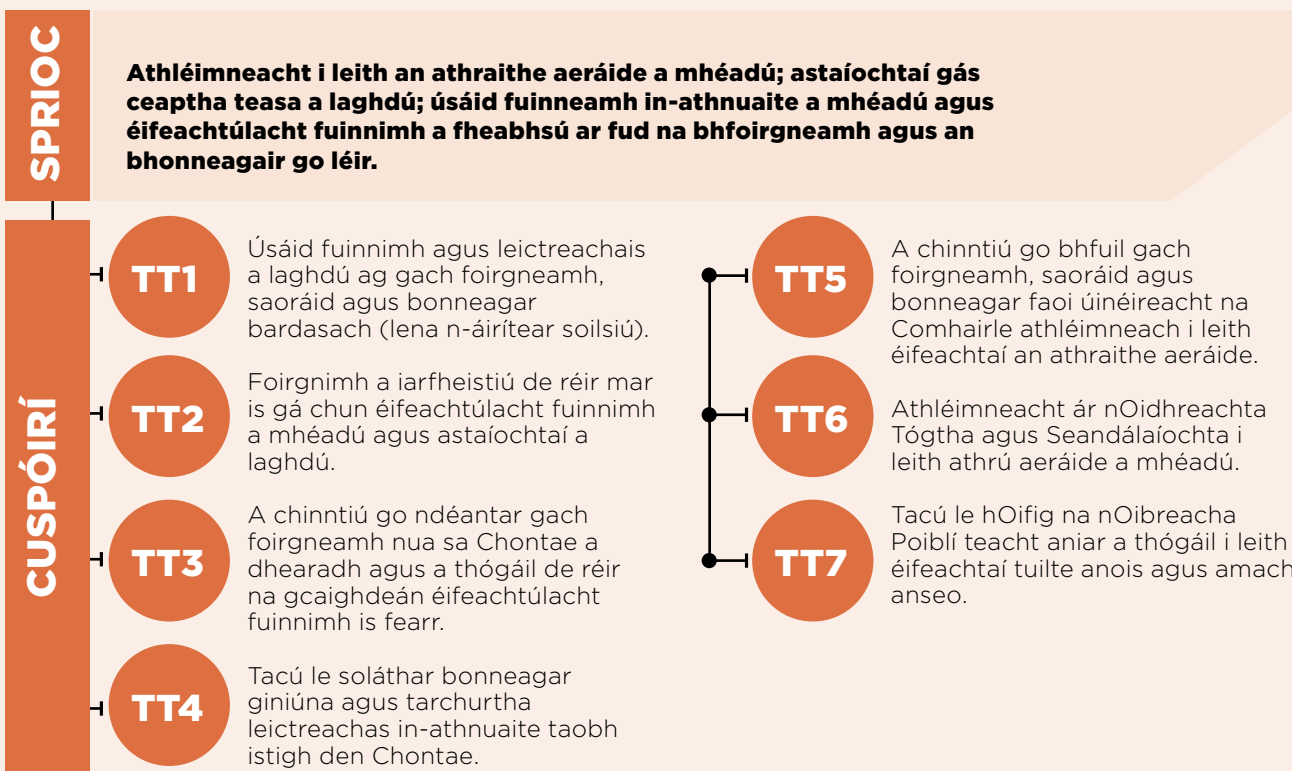 SPRIOC
Athléimneacht i leith an athraithe aeráide a mhéadú; astaíochtaí gás
ceaptha teasa a laghdú; úsáid fuinneamh in-athnuaite a mhéadú agus
éifeachtúlacht fuinnimh a fheabhsú ar fud na bhfoirgneamh agus an
bhonneagair go léir.
CUSPÓIRÍ
TT1
Úsáid fuinnimh agus leictreachais
a laghdú ag gach foirgneamh,
saoráid agus bonneagar
bardasach (lena n-áirítear soilsiú).
TT2
Foirgnimh a iarfheistiú de réir mar
is gá chun éifeachtúlacht fuinnimh
a mhéadú agus astaíochtaí a
laghdú.
TT3
A chinntiú go ndéantar gach
foirgneamh nua sa Chontae a
dhearadh agus a thógáil de réir
na gcaighdeán éifeachtúlacht
fuinnimh is fearr.
TT4
Tacú le soláthar bonneagar
giniúna agus tarchurtha
leictreachas in-athnuaite taobh
istigh den Chontae.
TT5
A chinntiú go bhfuil gach
foirgneamh, saoráid agus
bonneagar faoi úinéireacht na
Comhairle athléimneach i leith
éifeachtaí an athraithe aeráide.
TT6
Athléimneacht ár nOidhreachta
Tógtha agus Seandálaíochta i
leith athrú aeráide a mhéadú.
TT7
Tacú le hOifig na nOibreacha
Poiblí teacht aniar a thógáil i leith
éifeachtaí tuilte anois agus amach
anseo.